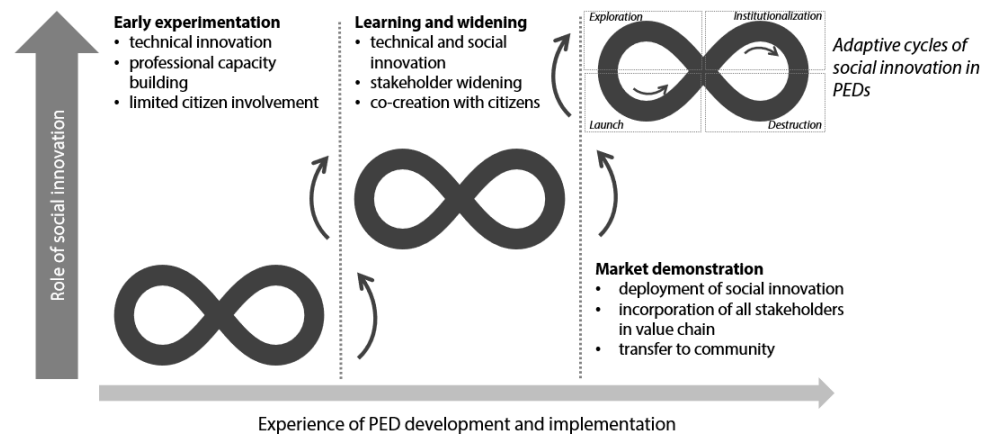 Early experimentation
• technical innovation
• professional capacity
building
• limited citizen involvement
Learning and widening
• technical and social
innovation
• stakeholder widening
• co-creation with citizens
Exploration
Institutionalization
Launch
Destruction
Adaptive cycles of
social innovation in
PEDs
Role of social innovation
Market demonstration
• deployment of social innovation
• incorporation of all stakeholders
in value chain
• transfer to community
Experience of PED development and implementation